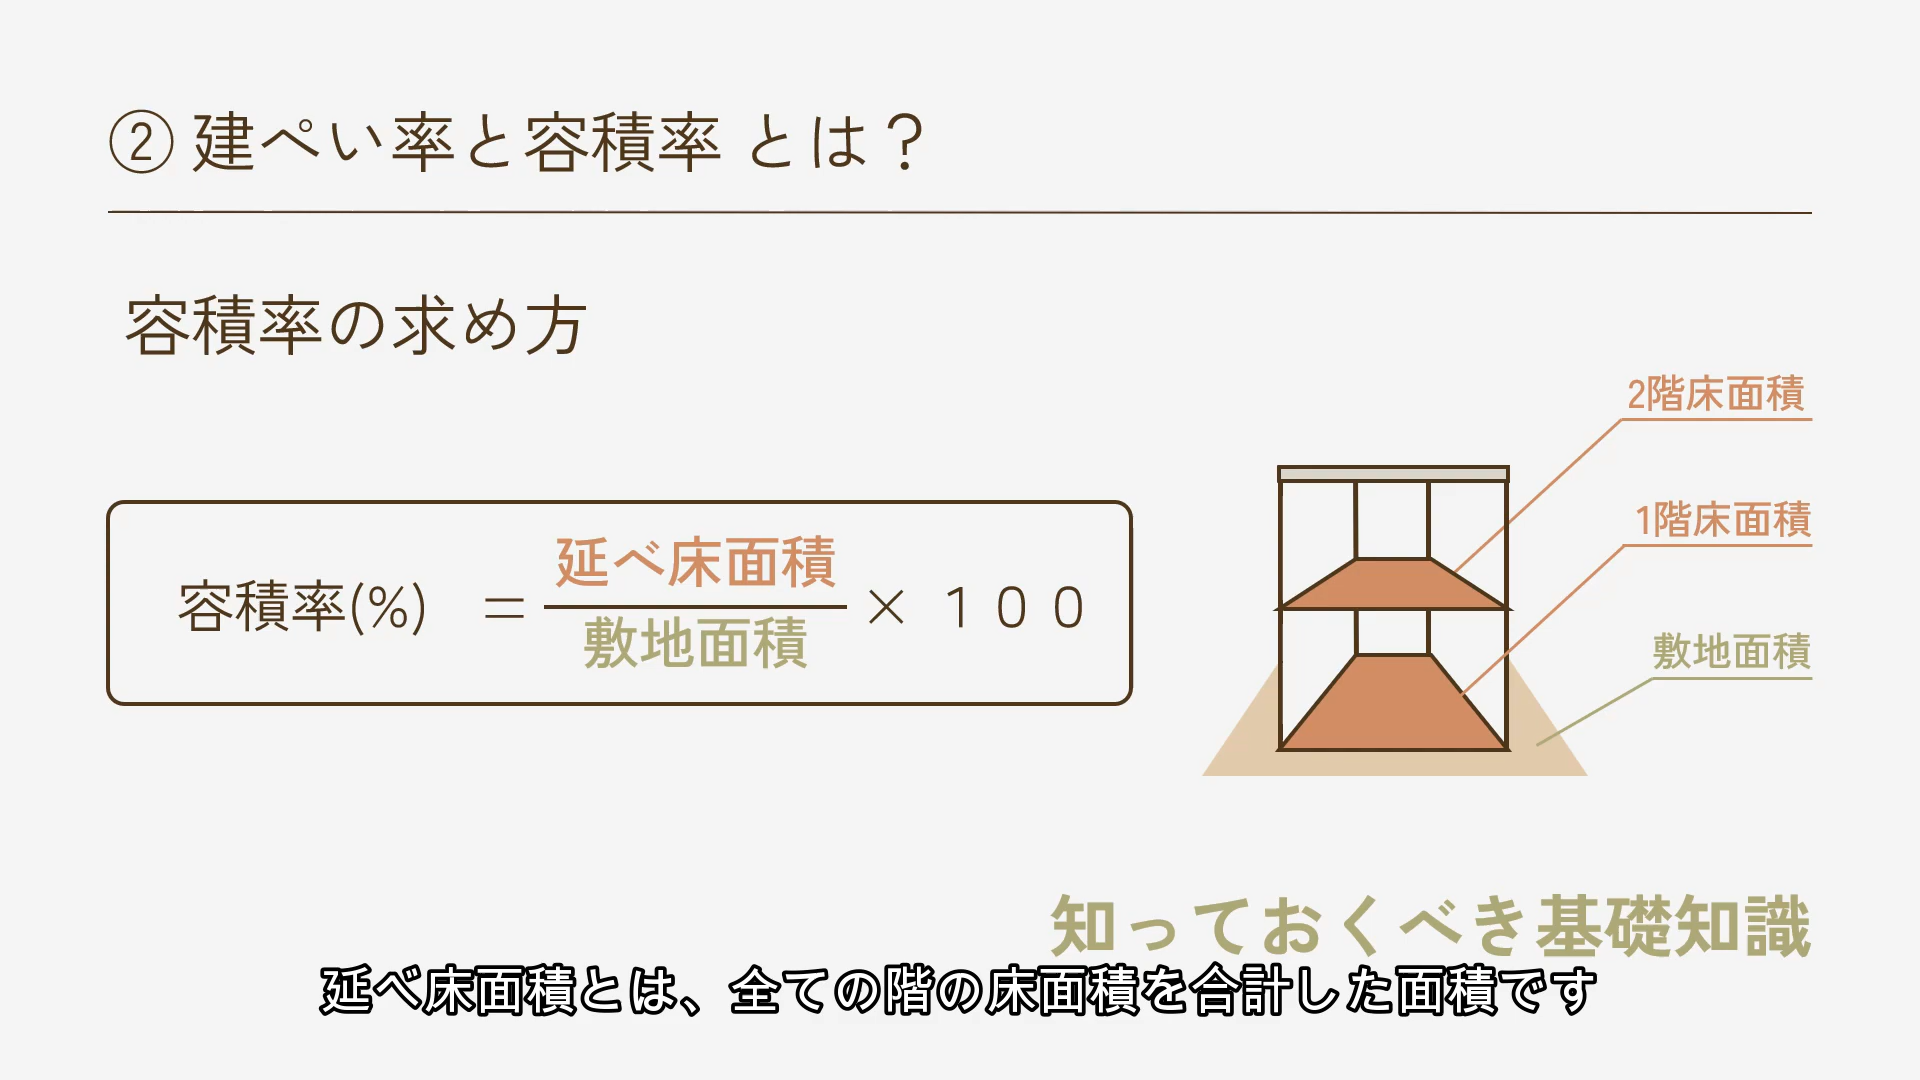 ② 建ぺい率と容積率 とは？
容積率の求め方
2階床面積
1階床面積
敷地面積
容積率(%) ＝ 延べ床面積 × １００
敷地面積
知っておくべき基礎知識
延べ床面積とは、全ての階の床面積を合計した面積です